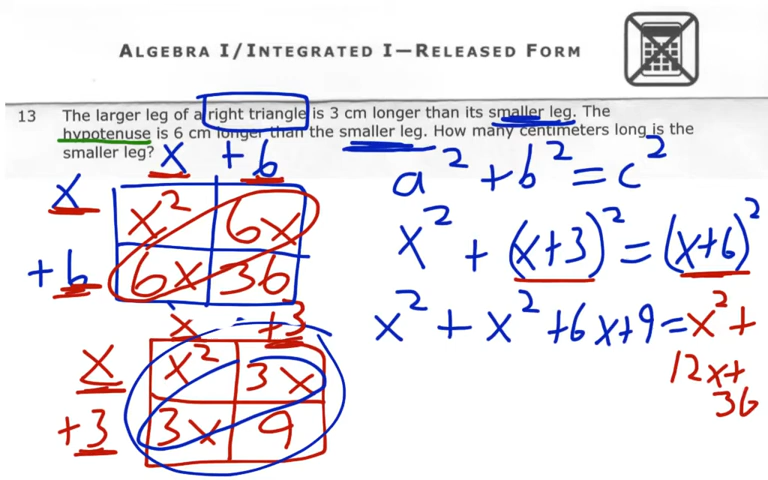 ALGEBRA I/INTEGRATED I—RELEASED FORM
13 The larger leg of a right triangle is 3 cm longer than its smaller leg. The
hypotenuse is 6 cm longer than the smaller leg. How many centimeters long is the
smaller leg?
x +6
x x² 6x
+6 6x 36
x +3
x x² 3x
+3 3x 9
a² + b² = c²
x² + (x+3)² = (x+6)²
x² + x² + 6x + 9 = x² +
12x +
36